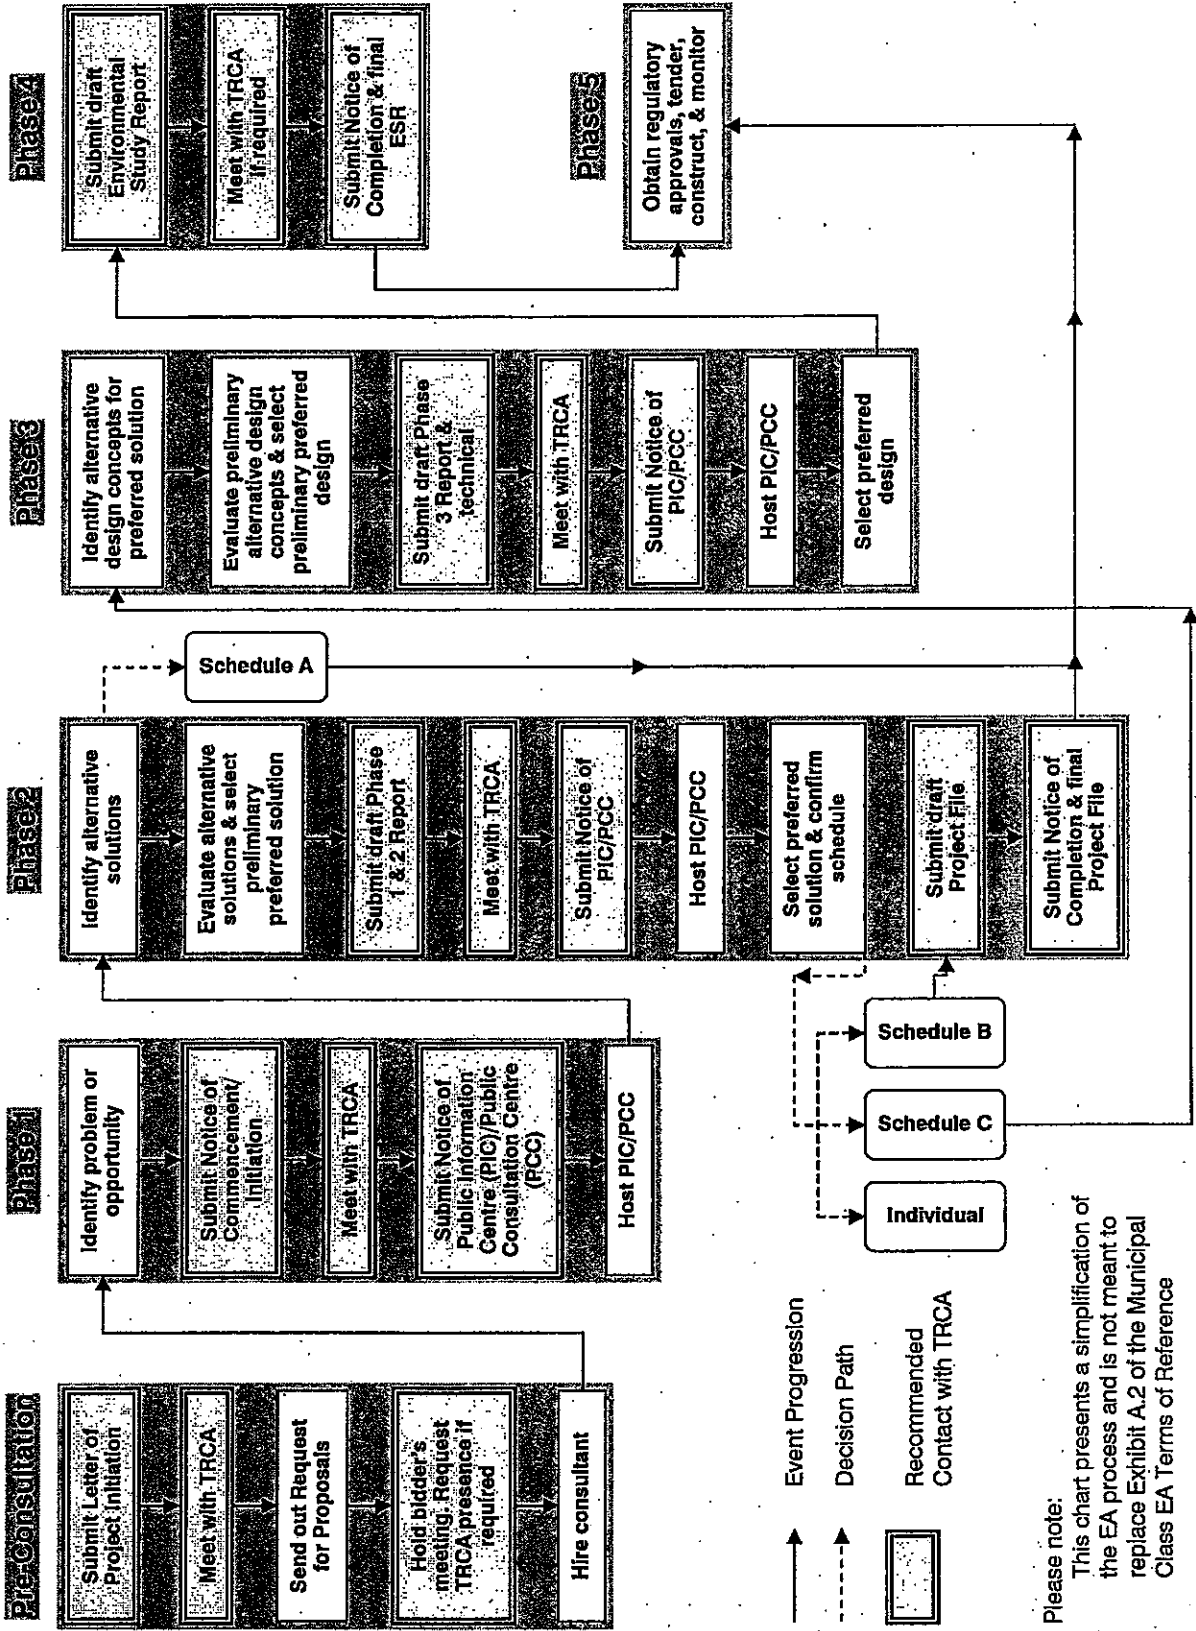 Pre-Consultation
Submit Letter of
Project Initiation
Meet with TRCA
Send out Request
for Proposals
Hold bidder's
meeting. Request
TRCA presence if
required
Hire consultant
Phase 1
Identify problem or
opportunity
Submit Notice of
Commencement/
Initiation
Meet with TRCA
Submit Notice of
Public Information
Centre (PIC)/Public
Consultation Centre
(PCC)
Host PIC/PCC
Phase 2
Identify alternative
solutions
Evaluate alternative
solutions & select
preliminary
preferred solution
Submit draft Phase
1 & 2 Report
Meet with TRCA
Submit Notice of
PIC/PCC
Host PIC/PCC
Select preferred
solution & confirm
schedule
Submit draft
Project File
Submit Notice of
Completion & final
Project File
Schedule A
Individual
Schedule C
Schedule B
Phase 3
Identify alternative
design concepts for
preferred solution
Evaluate preliminary
alternative design
concepts & select
preliminary preferred
design
Submit draft Phase
3 Report &
technical
Meet with TRCA
Submit Notice of
PIC/PCC
Host PIC/PCC
Select preferred
design
Phase 4
Submit draft
Environmental
Study Report
Meet with TRCA
if required
Submit Notice of
Completion & final
ESR
Phase 5
Obtain regulatory
approvals, tender,
construct, & monitor
Event Progression
Decision Path
Recommended
Contact with TRCA
Please note:
This chart presents a simplification of
the EA process and is not meant to
replace Exhibit A.2 of the Municipal
Class EA Terms of Reference